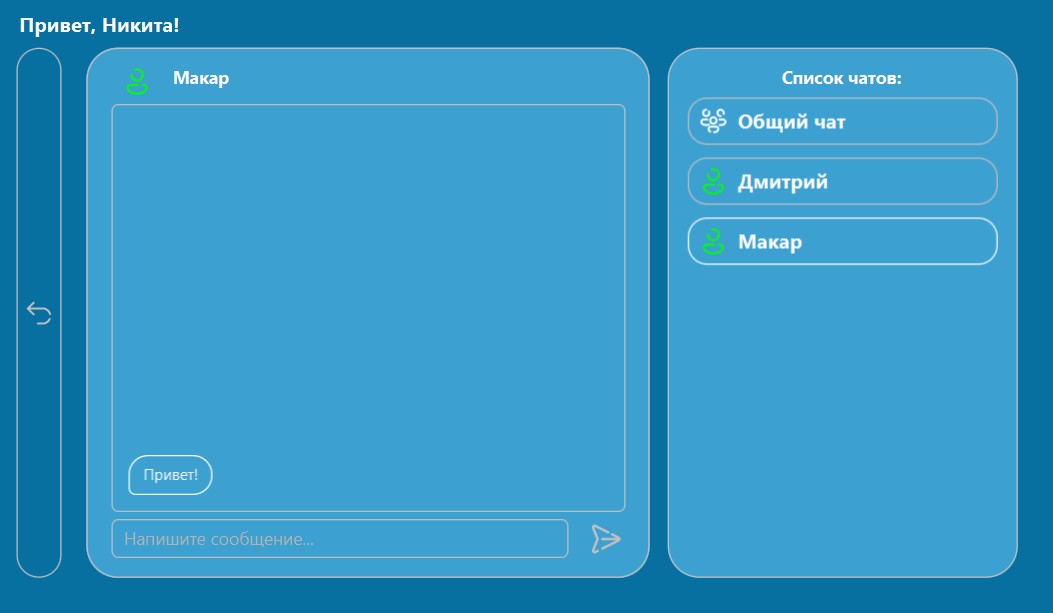 Привет, Никита!
Макар
Привет!
Напишите сообщение...
Список чатов:
Общий чат
Дмитрий
Макар